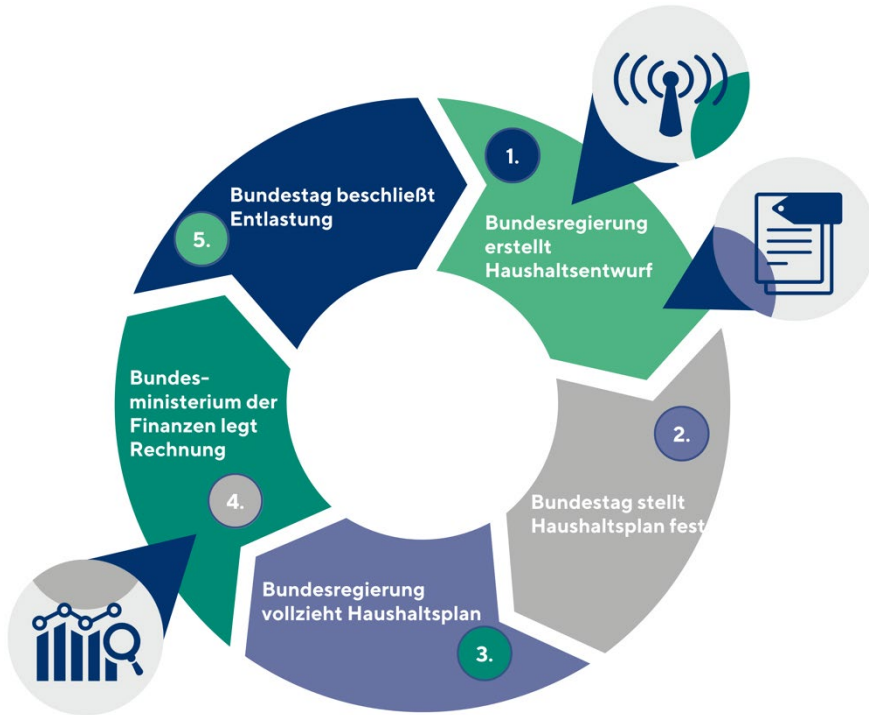 1.
Bundesregierung
erstellt
Haushaltsentwurf
2.
Bundestag stellt
Haushaltsplan fest
Bundesregierung
vollzieht Haushaltsplan
3.
Bundes-
ministerium der
Finanzen legt
Rechnung
4.
Bundestag beschließt
Entlastung
5.